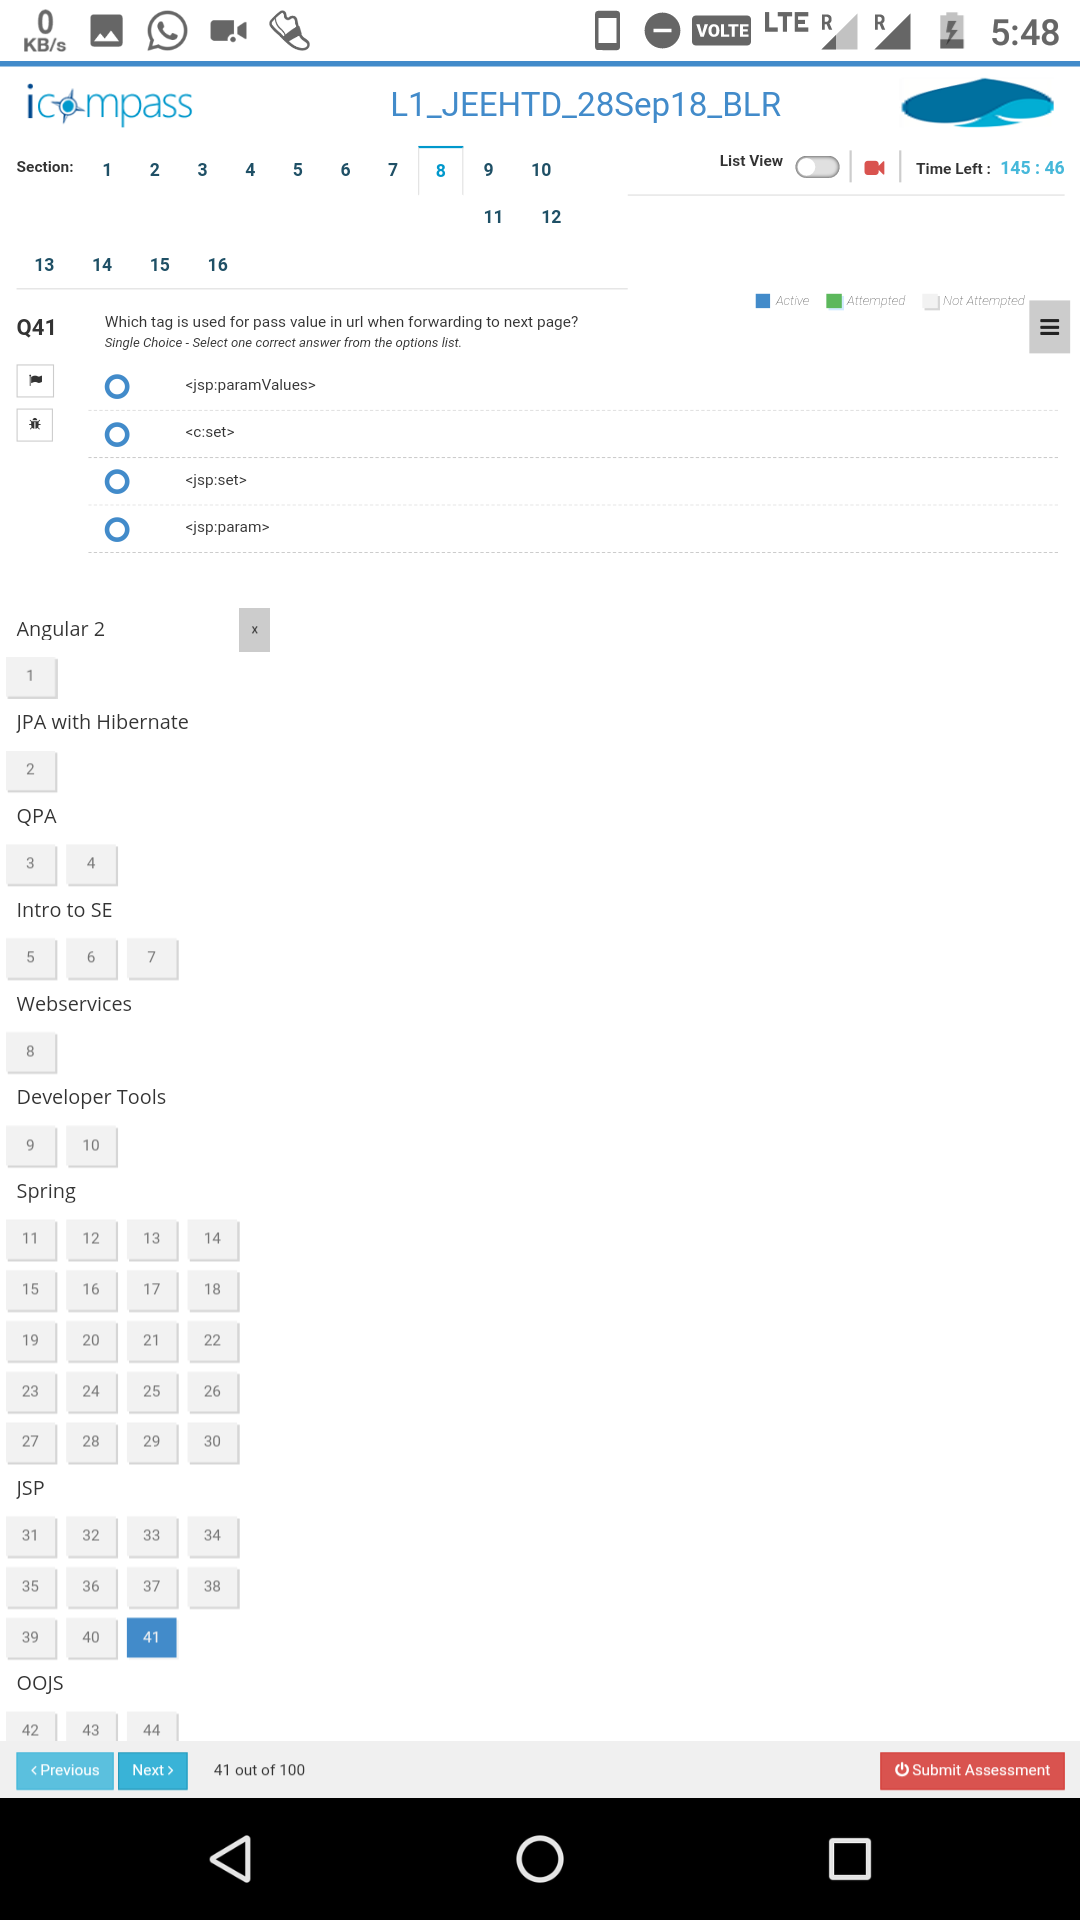 0
KB/s
VOLTE
LTE
R
R
5:48
icompass
L1_JEEHTD_28Sep18_BLR
Section: 1 2 3 4 5 6 7 8 9 10
List View
Time Left : 145 : 46
11 12
13 14 15 16
Active Attempted Not Attempted
Q41
Which tag is used for pass value in url when forwarding to next page?
Single Choice - Select one correct answer from the options list.
<jsp:paramValues>
<c:set>
<jsp:set>
<jsp:param>
Angular 2
x
1
JPA with Hibernate
2
QPA
3 4
Intro to SE
5 6 7
Webservices
8
Developer Tools
9 10
Spring
11 12 13 14
15 16 17 18
19 20 21 22
23 24 25 26
27 28 29 30
JSP
31 32 33 34
35 36 37 38
39 40 41
OOJS
42 43 44
‹ Previous
Next ›
41 out of 100
Submit Assessment